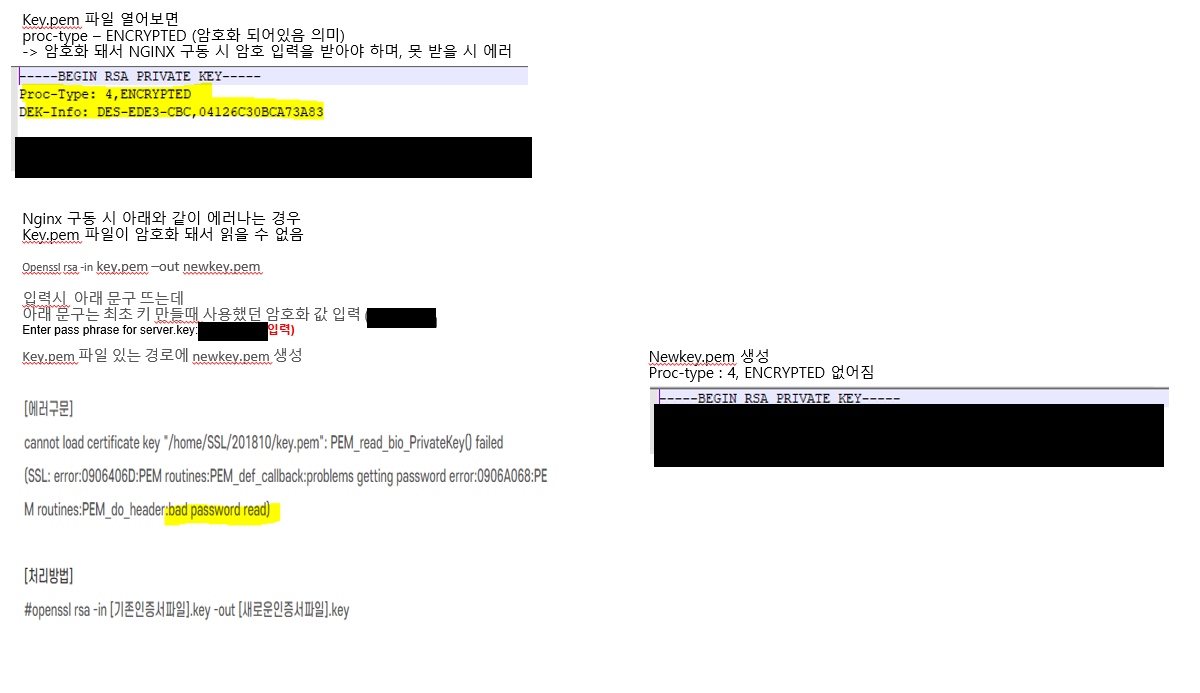 Key.pem 파일 열어보면
proc-type – ENCRYPTED (암호화 되어있음 의미)
-> 암호화 돼서 NGINX 구동 시 암호 입력을 받아야 하며, 못 받을 시 에러
-----BEGIN RSA PRIVATE KEY-----
Proc-Type: 4,ENCRYPTED
DEK-Info: DES-EDE3-CBC,04126C30BCA73A83
Nginx 구동 시 아래와 같이 에러나는 경우
Key.pem 파일이 암호화 돼서 읽을 수 없음
Openssl rsa -in key.pem –out newkey.pem
입력시 아래 문구 뜨는데
아래 문구는 최초 키 만들때 사용했던 암호화 값 입력 ( )
Enter pass phrase for server.key: 입력)
Key.pem 파일 있는 경로에 newkey.pem 생성
[에러구문]
cannot load certificate key "/home/SSL/201810/key.pem": PEM_read_bio_PrivateKey() failed
(SSL: error:0906406D:PEM routines:PEM_def_callback:problems getting password error:0906A068:PE
M routines:PEM_do_header:bad password read)
[처리방법]
#openssl rsa -in [기존인증서파일].key -out [새로운인증서파일].key
Newkey.pem 생성
Proc-type : 4, ENCRYPTED 없어짐
-----BEGIN RSA PRIVATE KEY-----